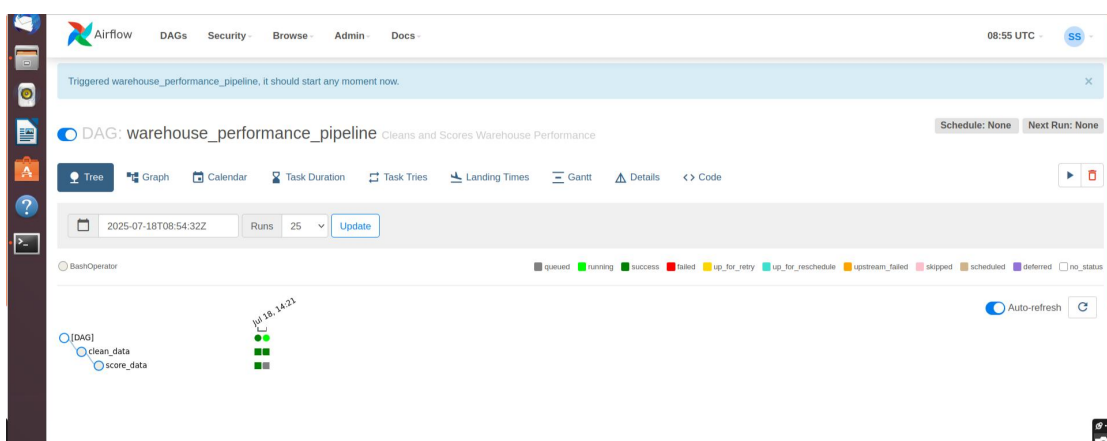 Airflow DAGs Security Browse Admin Docs 08:55 UTC SS
Triggered warehouse_performance_pipeline, it should start any moment now. ×
DAG: warehouse_performance_pipeline Cleans and Scores Warehouse Performance Schedule: None Next Run: None
Tree Graph Calendar Task Duration Task Tries Landing Times Gantt Details <> Code
2025-07-18T08:54:32Z Runs 25 Update
BashOperator queued running success failed up_for_retry up_for_reschedule upstream_failed skipped scheduled deferred no_status
Auto-refresh
Jul 18, 14:21
[DAG]
clean_data
score_data